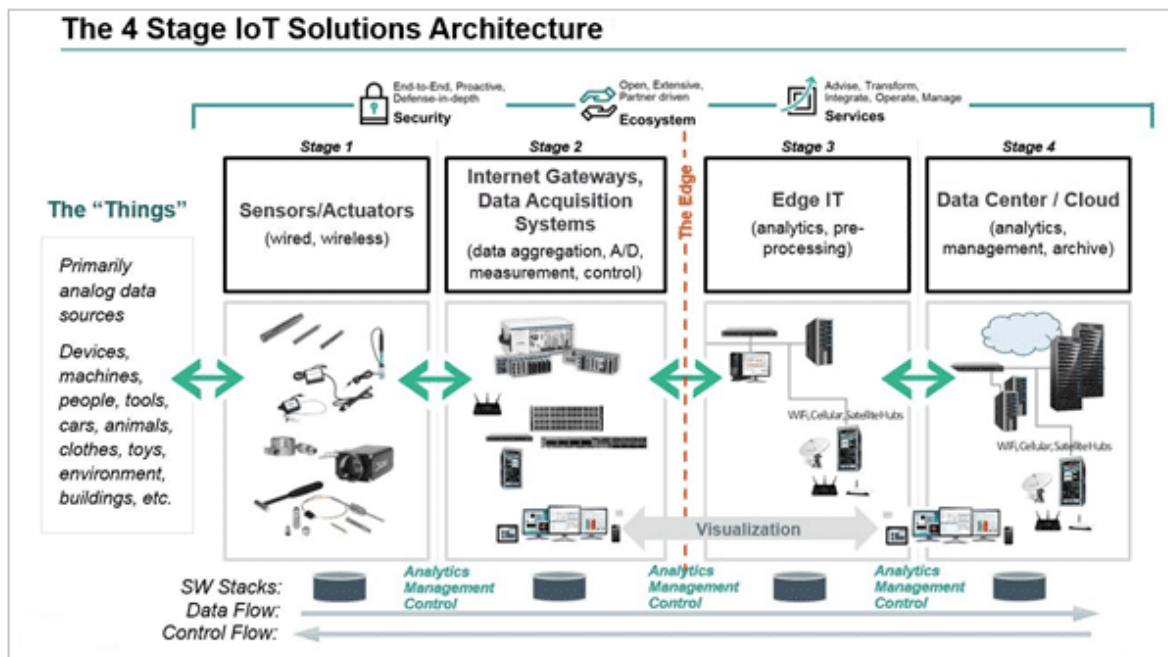 The 4 Stage IoT Solutions Architecture
End-to-End, Proactive,
Defense-in-depth
Security
Open, Extensive,
Partner driven
Ecosystem
Advise, Transform,
Integrate, Operate, Manage
Services
The "Things"
Primarily
analog data
sources
Devices,
machines,
people, tools,
cars, animals,
clothes, toys,
environment,
buildings, etc.
Stage 1
Sensors/Actuators
(wired, wireless)
Stage 2
Internet Gateways,
Data Acquisition
Systems
(data aggregation, A/D,
measurement, control)
The Edge
Stage 3
Edge IT
(analytics, pre-
processing)
Stage 4
Data Center / Cloud
(analytics,
management, archive)
WiFi, Cellular, Satellite Hubs
WiFi, Cellular, Satellite Hubs
Visualization
SW Stacks:
Analytics
Management
Control
Analytics
Management
Control
Analytics
Management
Control
Data Flow:
Control Flow: